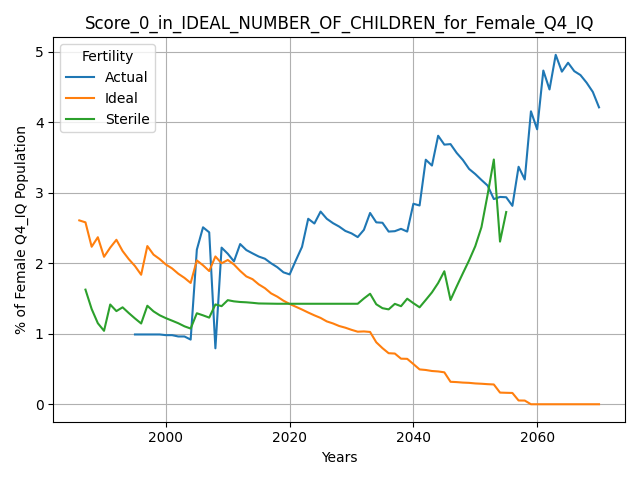 Score_0_in_IDEAL_NUMBER_OF_CHILDREN_for_Female_Q4_IQ
Fertility
Actual
Ideal
Sterile
% of Female Q4_IQ Population
5
4
3
2
1
0
2000
2020
2040
2060
Years